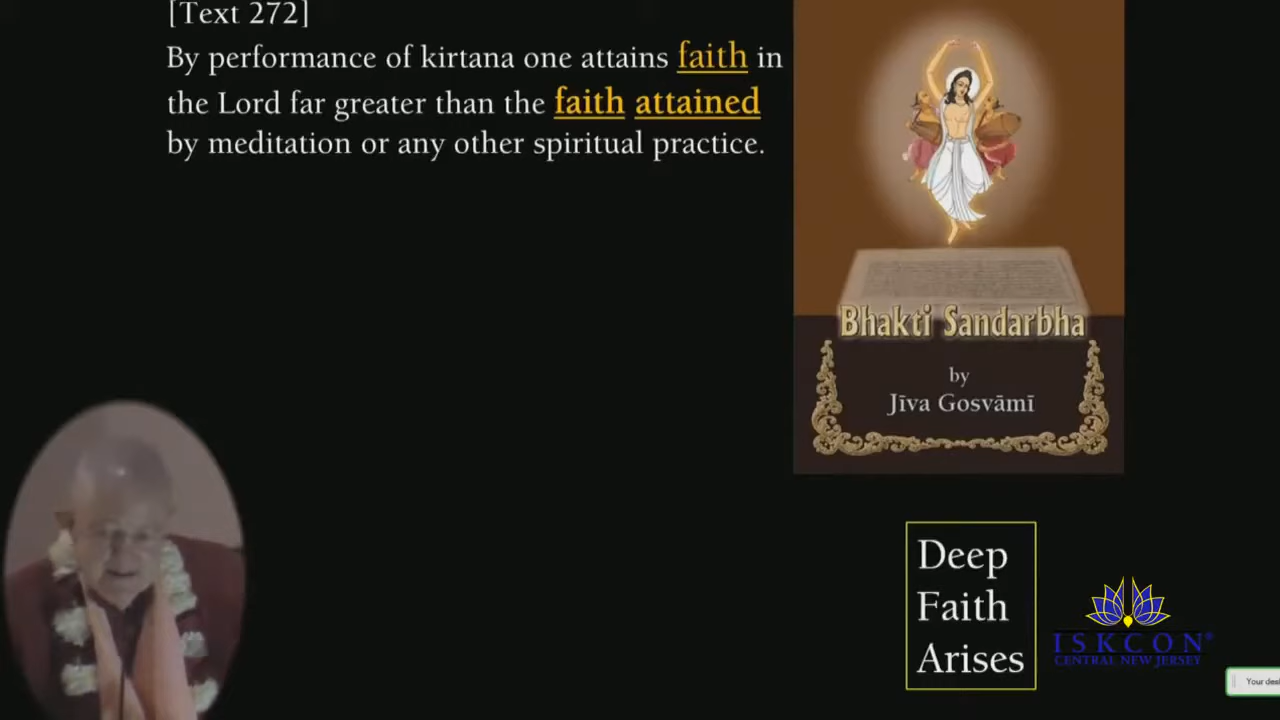 [Text 272]
By performance of kirtana one attains faith in
the Lord far greater than the faith attained
by meditation or any other spiritual practice.
Bhakti Sandarbha
by
Jīva Gosvāmī
Deep
Faith
Arises
ISKCON®
CENTRAL NEW JERSEY
Your